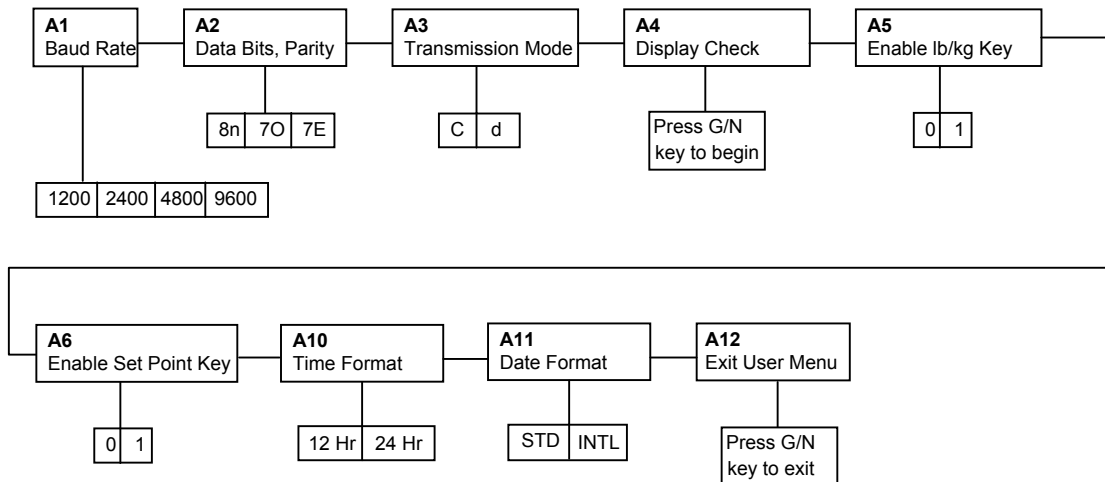 A1
Baud Rate
A2
Data Bits, Parity
A3
Transmission Mode
A4
Display Check
A5
Enable lb/kg Key
8n 7O 7E
C d
Press G/N
key to begin
0 1
1200 2400 4800 9600
A6
Enable Set Point Key
A10
Time Format
A11
Date Format
A12
Exit User Menu
0 1
12 Hr 24 Hr
STD INTL
Press G/N
key to exit